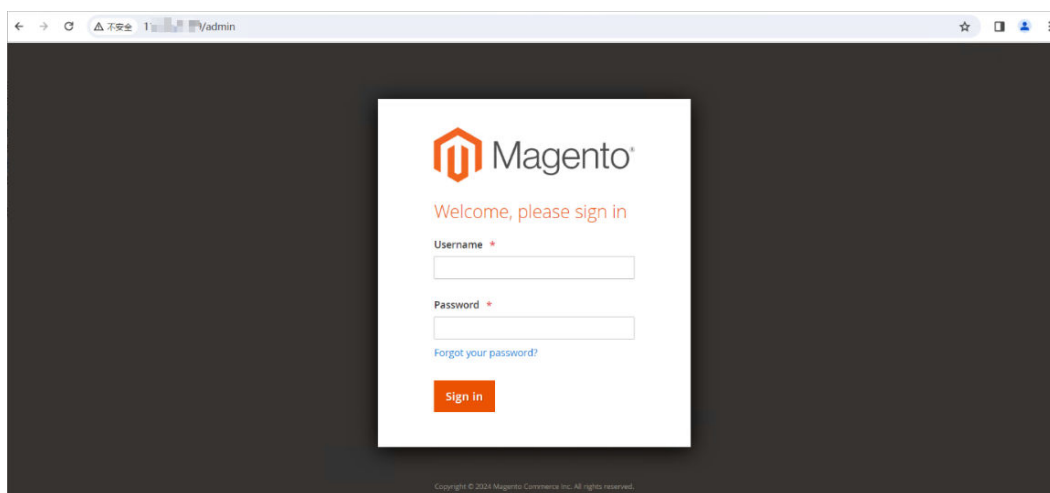 不安全 1 /admin
Magento®
Welcome, please sign in
Username *
Password *
Forgot your password?
Sign in
Copyright © 2024 Magento Commerce Inc. All rights reserved.